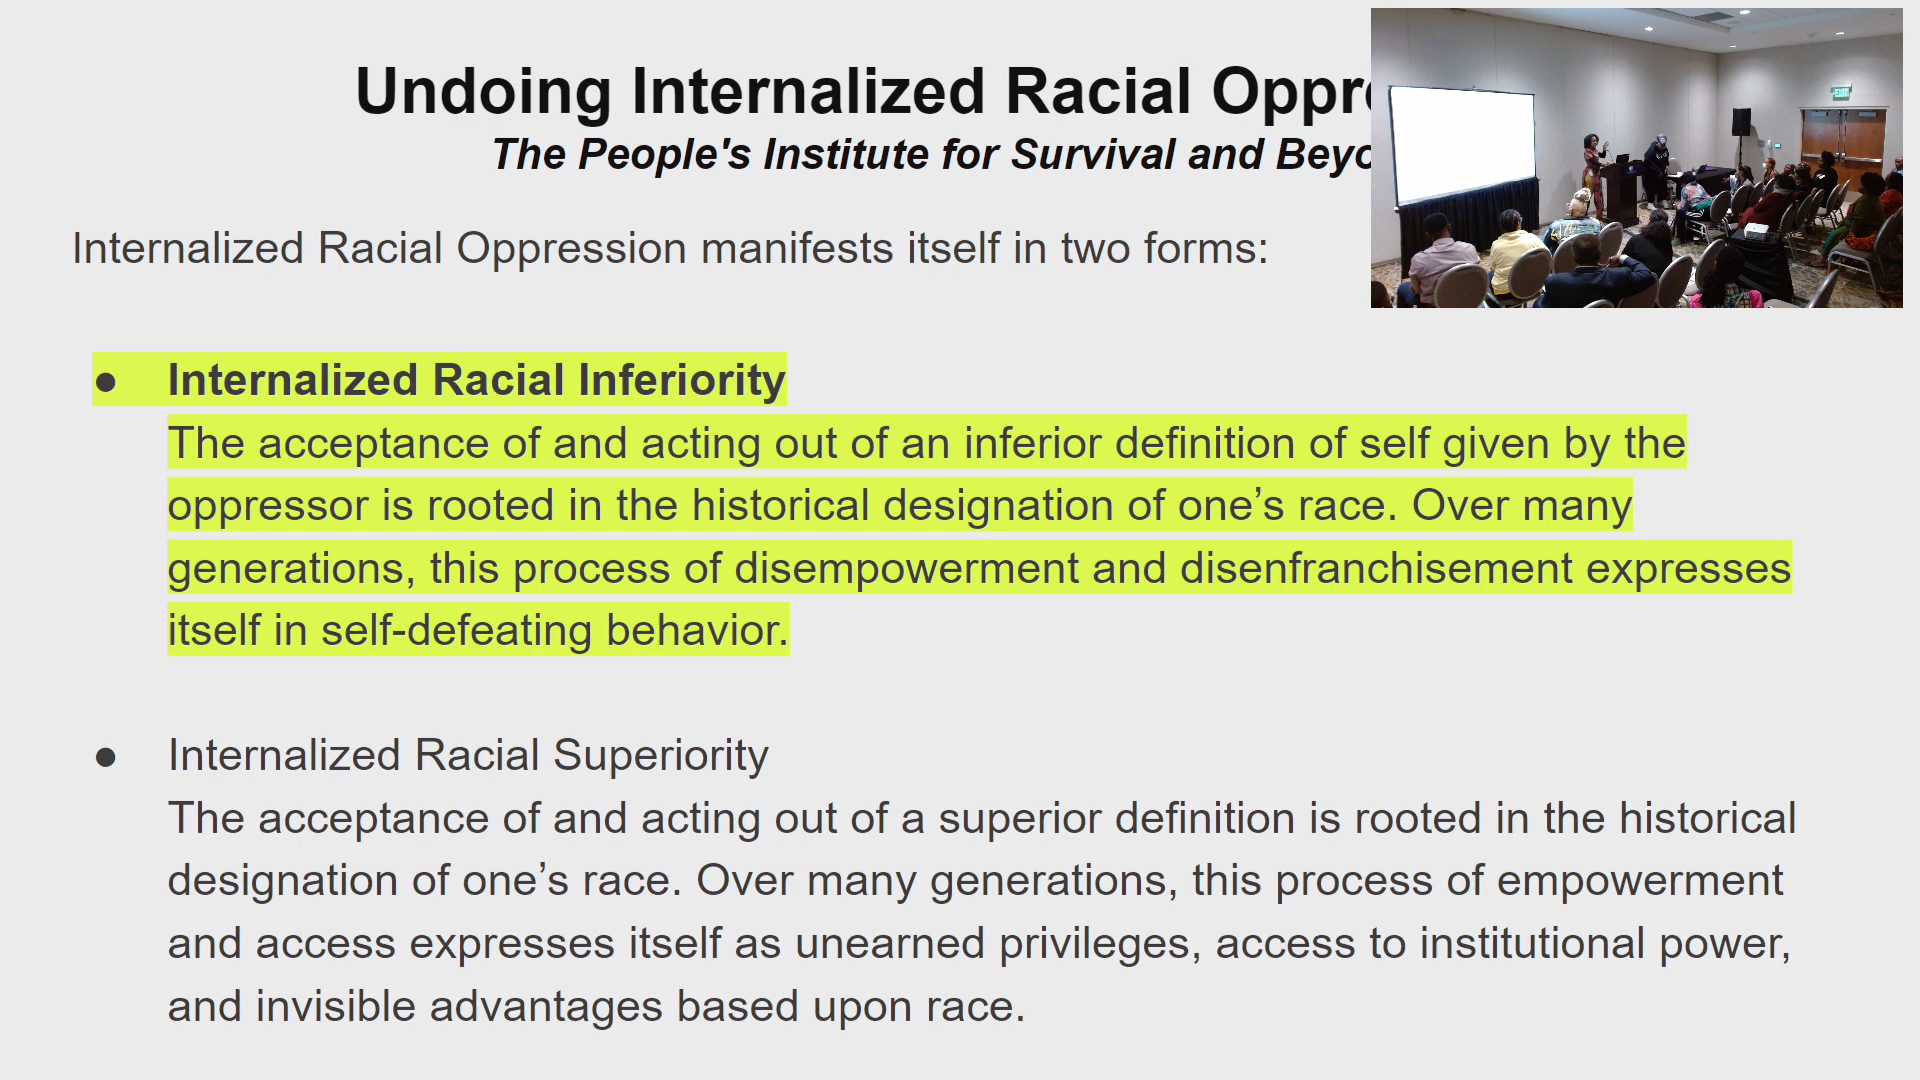 Undoing Internalized Racial Oppre
The People's Institute for Survival and Beyo
Internalized Racial Oppression manifests itself in two forms:
● Internalized Racial Inferiority
The acceptance of and acting out of an inferior definition of self given by the
oppressor is rooted in the historical designation of one’s race. Over many
generations, this process of disempowerment and disenfranchisement expresses
itself in self-defeating behavior.
● Internalized Racial Superiority
The acceptance of and acting out of a superior definition is rooted in the historical
designation of one’s race. Over many generations, this process of empowerment
and access expresses itself as unearned privileges, access to institutional power,
and invisible advantages based upon race.
EXIT